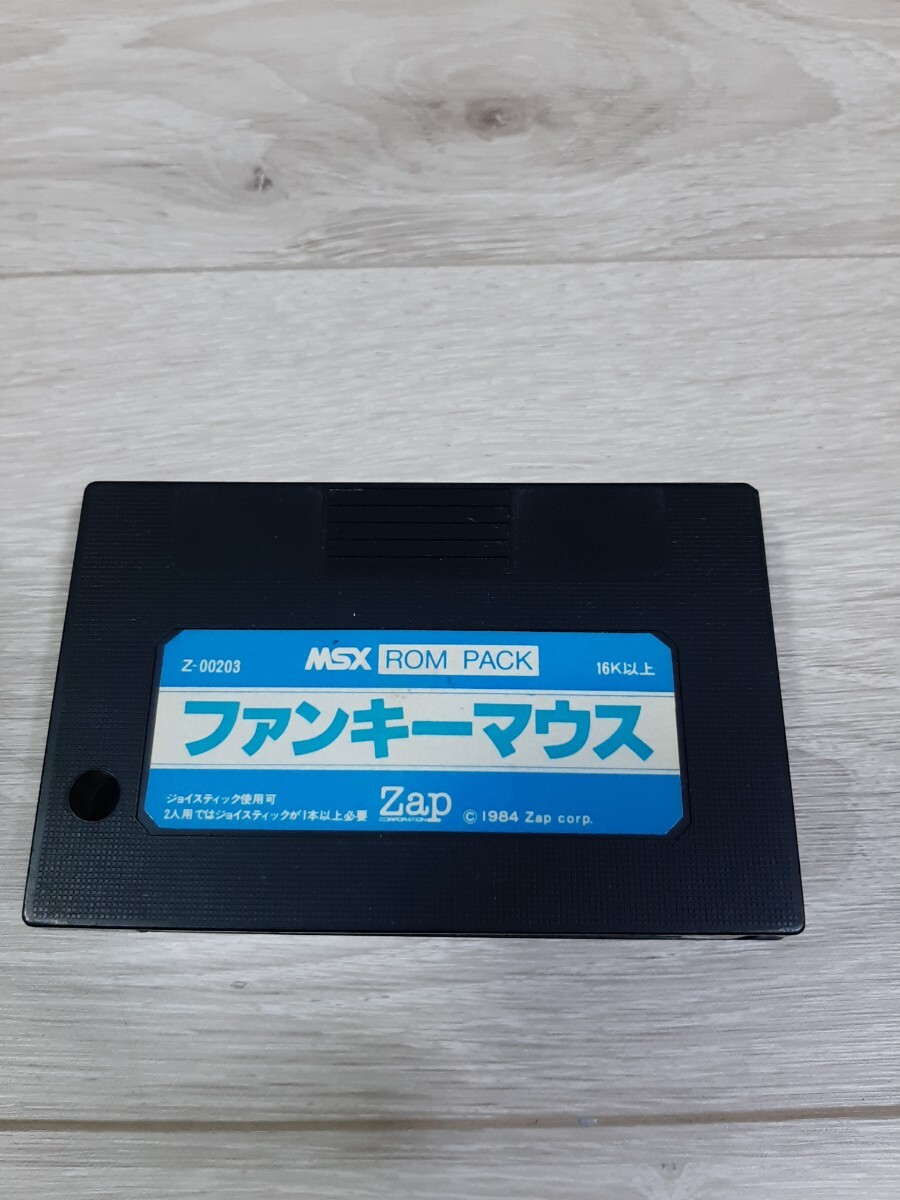 Z-00203 MSX ROM PACK 16K以上
ファンキーマウス
ジョイスティック使用可
2人用ではジョイスティックが1本以上必要
Zap
CORPORATION
© 1984 Zap corp.